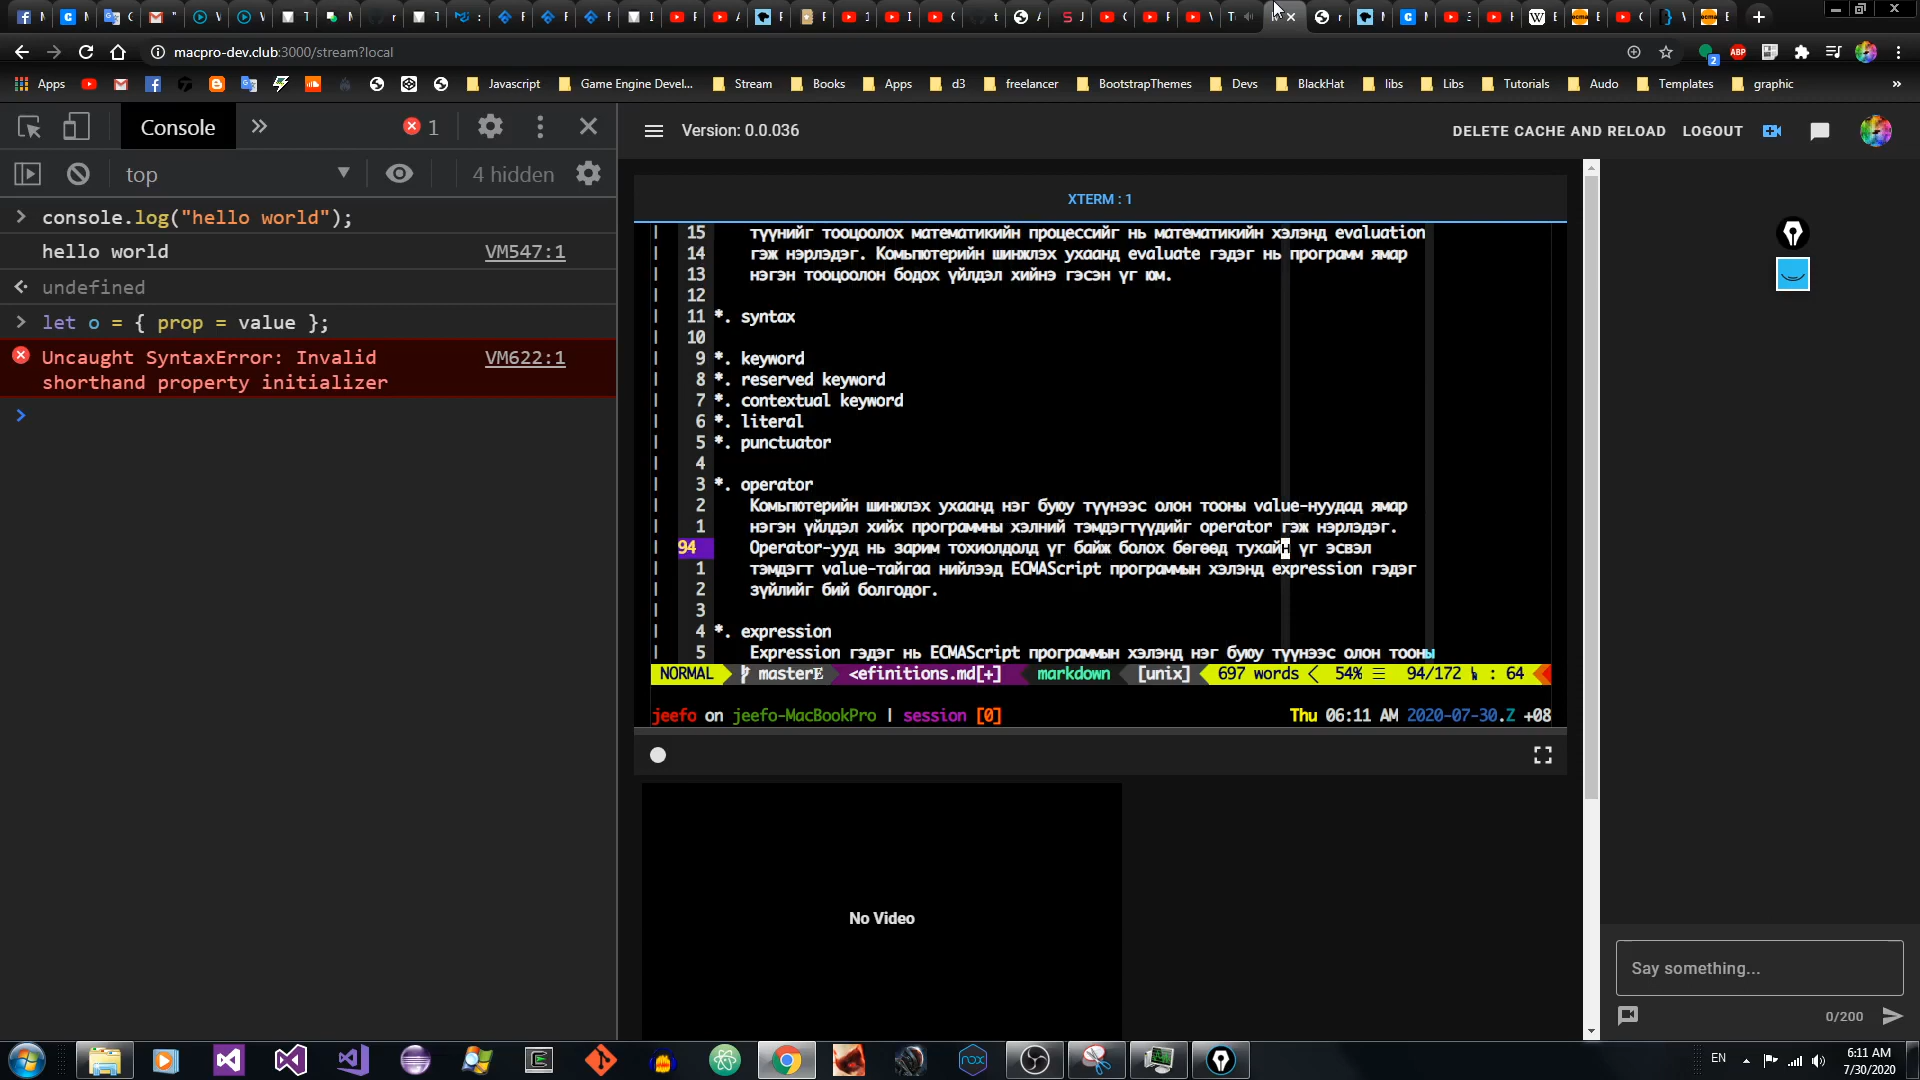 macpro-dev.club:3000/stream?local
Apps
Javascript
Game Engine Devel...
Stream
Books
Apps
d3
freelancer
BootstrapThemes
Devs
BlackHat
libs
Libs
Tutorials
Audo
Templates
graphic
»
Console
1
top
4 hidden
console.log("hello world");
hello world VM547:1
undefined
let o = { prop = value };
Uncaught SyntaxError: Invalid VM622:1
shorthand property initializer
Version: 0.0.036
DELETE CACHE AND RELOAD
LOGOUT
XTERM : 1
15 түүнийг тооцоолох математикийн процессийг нь математикийн хэлэнд evaluation
14 гэж нэрлэдэг. Компьютерийн шинжлэх ухаанд evaluate гэдэг нь программ ямар
13 нэгэн тооцоолон бодох үйлдэл хийнэ гэсэн үг юм.
12
11 *. syntax
10
9 *. keyword
8 *. reserved keyword
7 *. contextual keyword
6 *. literal
5 *. punctuator
4
3 *. operator
2 Компьютерийн шинжлэх ухаанд нэг буюу түүнээс олон тооны value-нуудад ямар
1 нэгэн үйлдэл хийх программны хэлний тэмдэгтүүдийг operator гэж нэрлэдэг.
94 Operator-ууд нь зарим тохиолдолд үг байж болох бөгөөд тухайн үг эсвэл
1 тэмдэгт value-тайгаа нийлээд ECMAScript программын хэлэнд expression гэдэг
2 зүйлийг бий болгодог.
3
4 *. expression
5 Expression гэдэг нь ECMAScript программын хэлэнд нэг буюу түүнээс олон тооны
NORMAL master <efinitions.md[+] markdown [unix] 697 words 54% 94/172 : 64
jeefo on jeefo-MacBookPro | session [0] Thu 06:11 AM 2020-07-30.Z +08
No Video
Say something...
0/200
EN
6:11 AM
7/30/2020